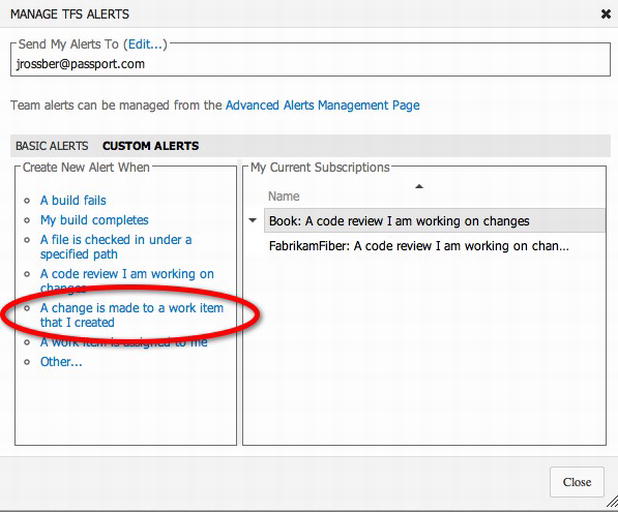 MANAGE TFS ALERTS
Send My Alerts To (Edit...)
jrossber@passport.com
Team alerts can be managed from the Advanced Alerts Management Page
BASIC ALERTS CUSTOM ALERTS
Create New Alert When
A build fails
My build completes
A file is checked in under a
specified path
A code review I am working on
changes
A change is made to a work item
that I created
A work item is assigned to me
Other...
My Current Subscriptions
Name
Book: A code review I am working on changes
FabrikamFiber: A code review I am working on chan...
Close